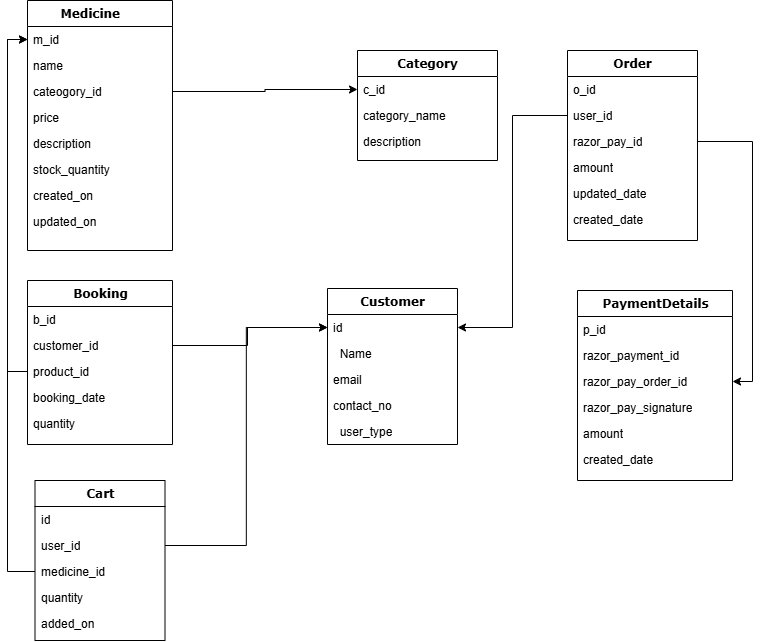 Medicine
m_id
name
cateogory_id
price
description
stock_quantity
created_on
updated_on
Category
c_id
category_name
description
Order
o_id
user_id
razor_pay_id
amount
updated_date
created_date
Booking
b_id
customer_id
product_id
booking_date
quantity
Customer
id
Name
email
contact_no
user_type
PaymentDetails
p_id
razor_payment_id
razor_pay_order_id
razor_pay_signature
amount
created_date
Cart
id
user_id
medicine_id
quantity
added_on